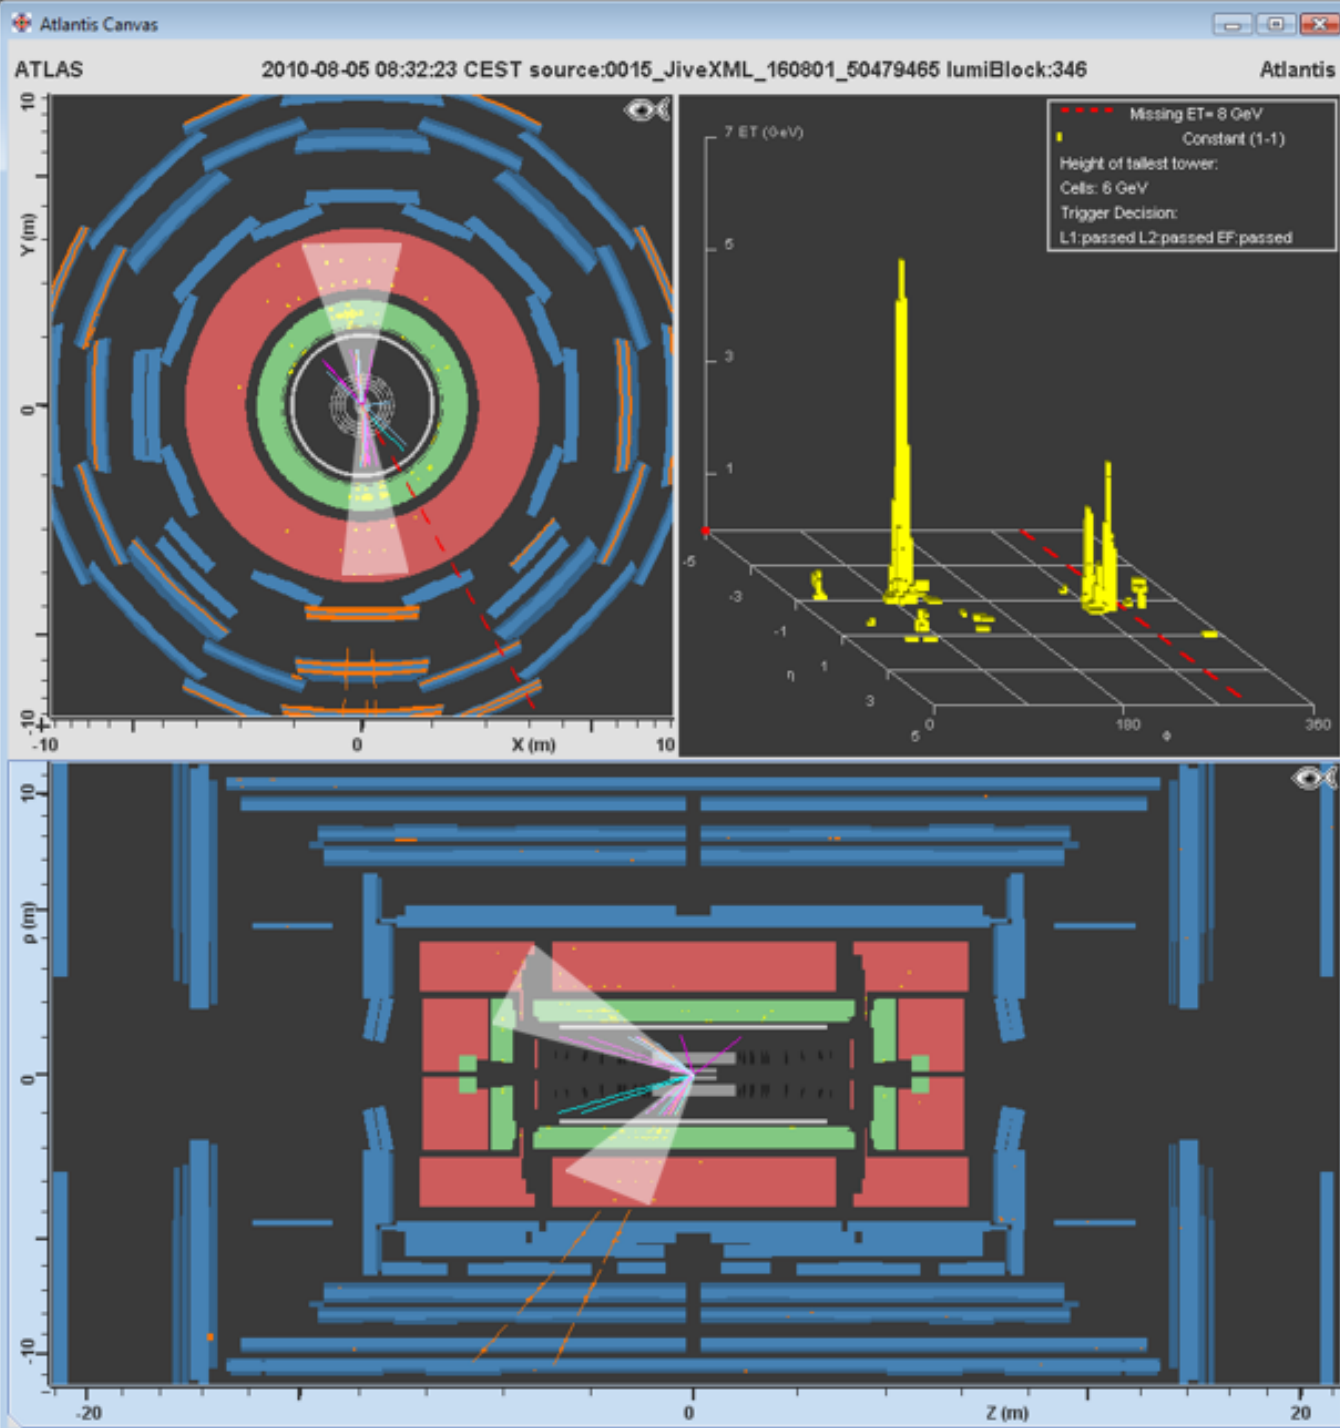 Atlantis Canvas
ATLAS 2010-08-05 08:32:23 CEST source:0015_JiveXML_160801_50479465 lumiBlock:346 Atlantis
10
Y (m)
0
-10
-10 0 X (m) 10
7 ET (GeV)
5
3
1
-5
-3
-1
η 1
3
5
0 180 360
Φ
Missing ET= 8 GeV
Constant (1-1)
Height of tallest tower:
Cells: 6 GeV
Trigger Decision:
L1:passed L2:passed EF:passed
10
ρ (m)
0
-10
-20 0 Z (m) 20